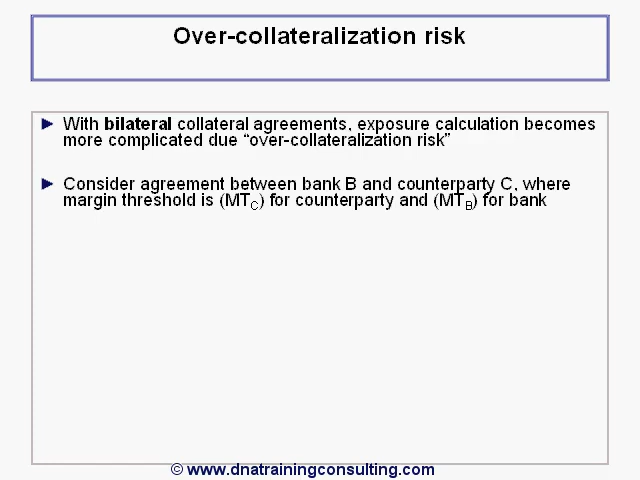 Over-collateralization risk
► With bilateral collateral agreements, exposure calculation becomes
more complicated due “over-collateralization risk”
► Consider agreement between bank B and counterparty C, where
margin threshold is (MTC) for counterparty and (MTB) for bank
© www.dnatrainingconsulting.com